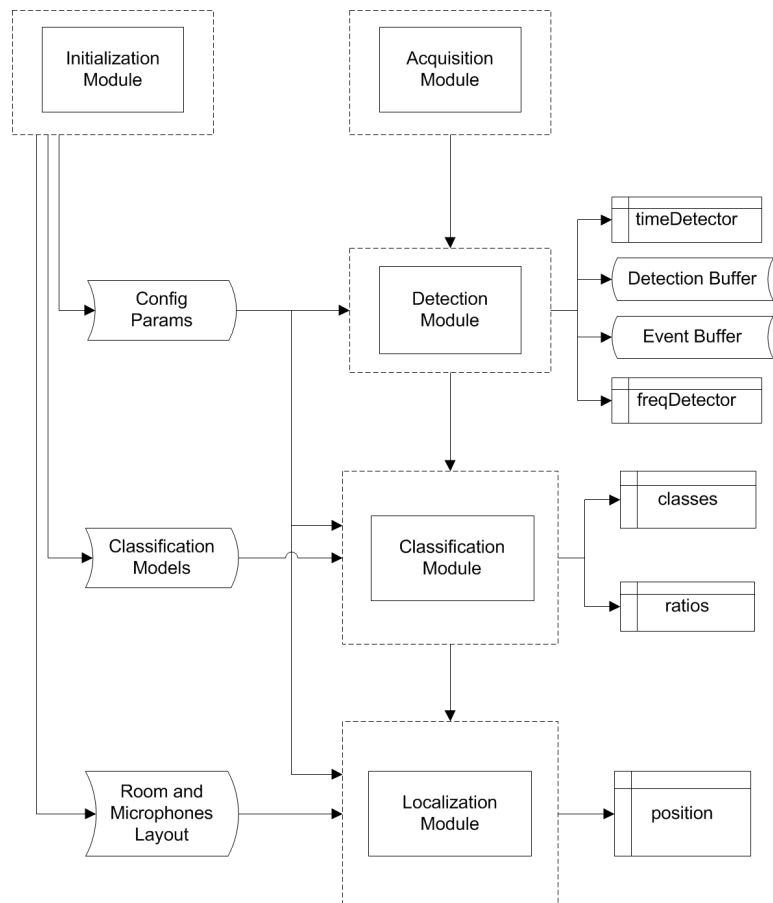 Initialization
Module
Acquisition
Module
timeDetector
Config
Params
Detection
Module
Detection Buffer
Event Buffer
freqDetector
Classification
Models
Classification
Module
classes
ratios
Room and
Microphones
Layout
Localization
Module
position